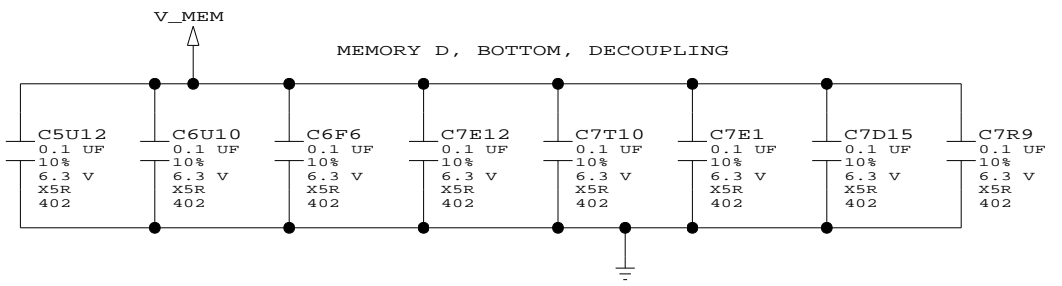 V_MEM
MEMORY D, BOTTOM, DECOUPLING
C5U12
0.1 UF
10%
6.3 V
X5R
402
C6U10
0.1 UF
10%
6.3 V
X5R
402
C6F6
0.1 UF
10%
6.3 V
X5R
402
C7E12
0.1 UF
10%
6.3 V
X5R
402
C7T10
0.1 UF
10%
6.3 V
X5R
402
C7E1
0.1 UF
10%
6.3 V
X5R
402
C7D15
0.1 UF
10%
6.3 V
X5R
402
C7R9
0.1 UF
10%
6.3 V
X5R
402